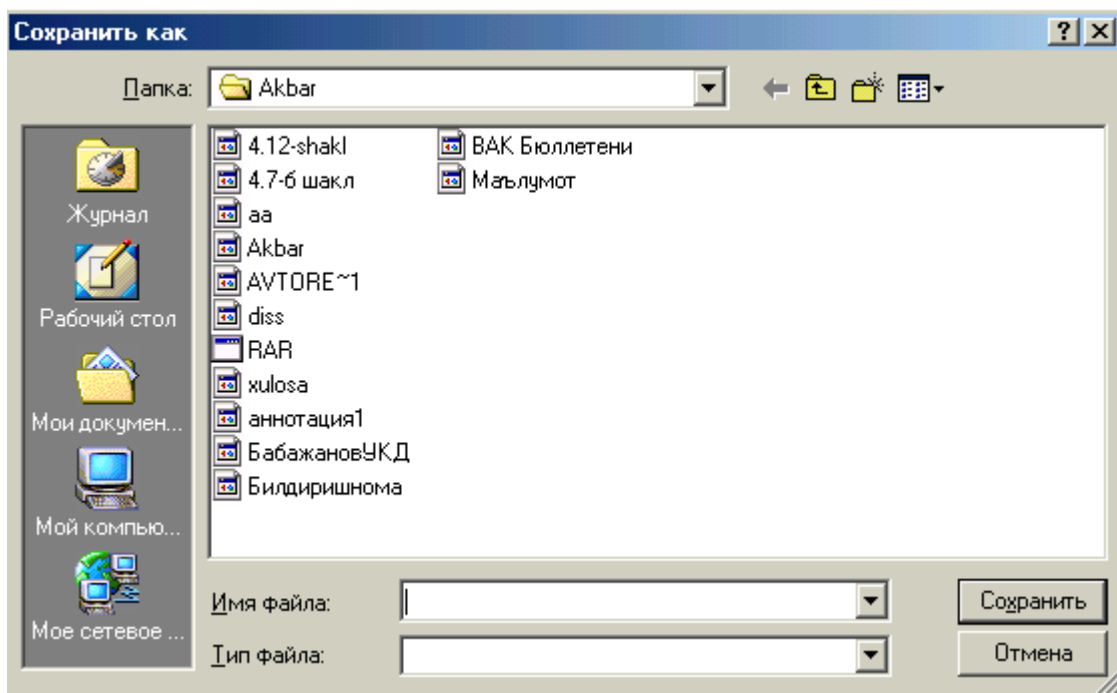 Сохранить как
Папка: Akbar
Журнал
Рабочий стол
Мои докумен...
Мой компью...
Мое сетевое ...
4.12-shakl
4.7-б шакл
aa
Akbar
AVTORE~1
diss
RAR
xulosa
аннотация1
БабажановУКД
Билдиришнома
ВАК Бюллетени
Маълумот
Имя файла:
Сохранить
Тип файла:
Отмена